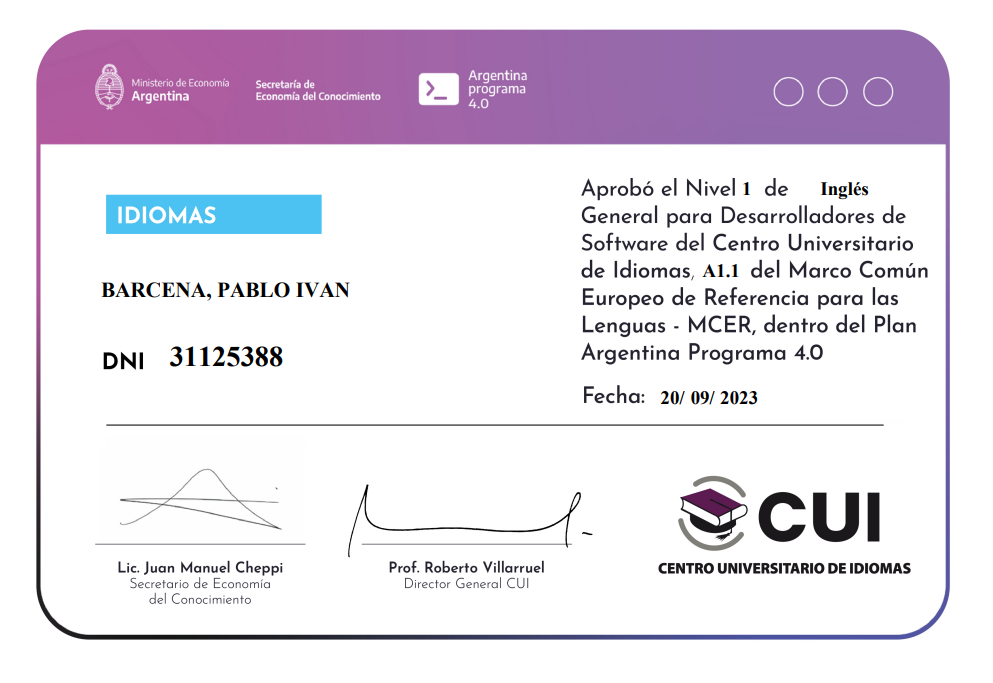 Ministerio de Economía
Argentina
Secretaría de
Economía del Conocimiento
Argentina
programa
4.0
IDIOMAS
BARCENA, PABLO IVAN
DNI 31125388
Aprobó el Nivel 1 de Inglés
General para Desarrolladores de
Software del Centro Universitario
de Idiomas, A1.1 del Marco Común
Europeo de Referencia para las
Lenguas - MCER, dentro del Plan
Argentina Programa 4.0
Fecha: 20/ 09/ 2023
Lic. Juan Manuel Cheppi
Secretario de Economía
del Conocimiento
Prof. Roberto Villarruel
Director General CUI
CUI
CENTRO UNIVERSITARIO DE IDIOMAS